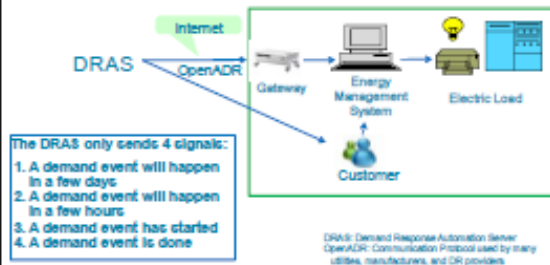 Internet
DRAS
OpenADR
Gateway
Energy
Management
System
Electric Load
Customer
The DRAS only sends 4 signals:
1. A demand event will happen
in a few days
2. A demand event will happen
in a few hours
3. A demand event has started
4. A demand event is done
DRAS: Demand Response Automation Server
OpenADR: Communication Protocol used by many
utilities, manufacturers, and DR providers